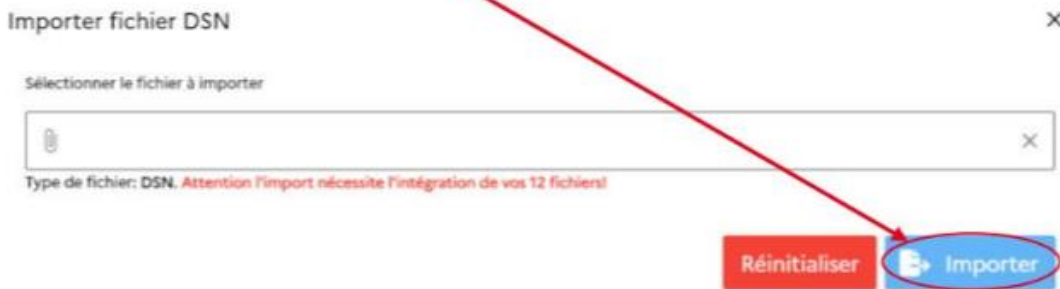 Importer fichier DSN
Sélectionner le fichier à importer
Type de fichier: DSN. Attention l'import nécessite l'intégration de vos 12 fichiers!
Réinitialiser
Importer